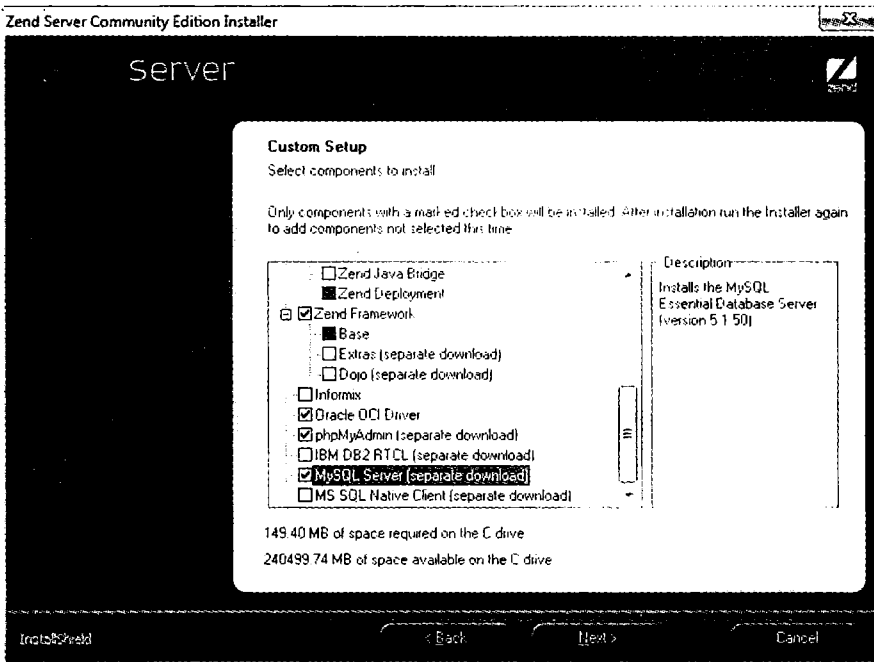 Zend Server Community Edition Installer
server
zend
Custom Setup
Select components to install
Only components with a marked check box will be installed. After installation run the Installer again
to add components not selected this time
Description
Installs the MySQL
Essential Database Server
(version 5.1.50)
Zend Java Bridge
Zend Deployment
Zend Framework
Base
Extras (separate download)
Dojo (separate download)
Informix
Oracle OCI Driver
phpMyAdmin (separate download)
IBM DB2 RTCL (separate download)
MySQL Server (separate download)
MS SQL Native Client (separate download)
149.40 MB of space required on the C drive
240499.74 MB of space available on the C drive
InstallShield
< Back
Next >
Cancel